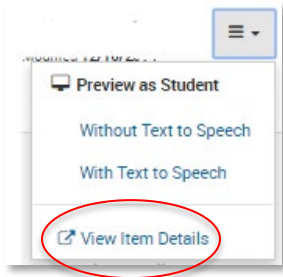 Preview as Student
Without Text to Speech
With Text to Speech
View Item Details